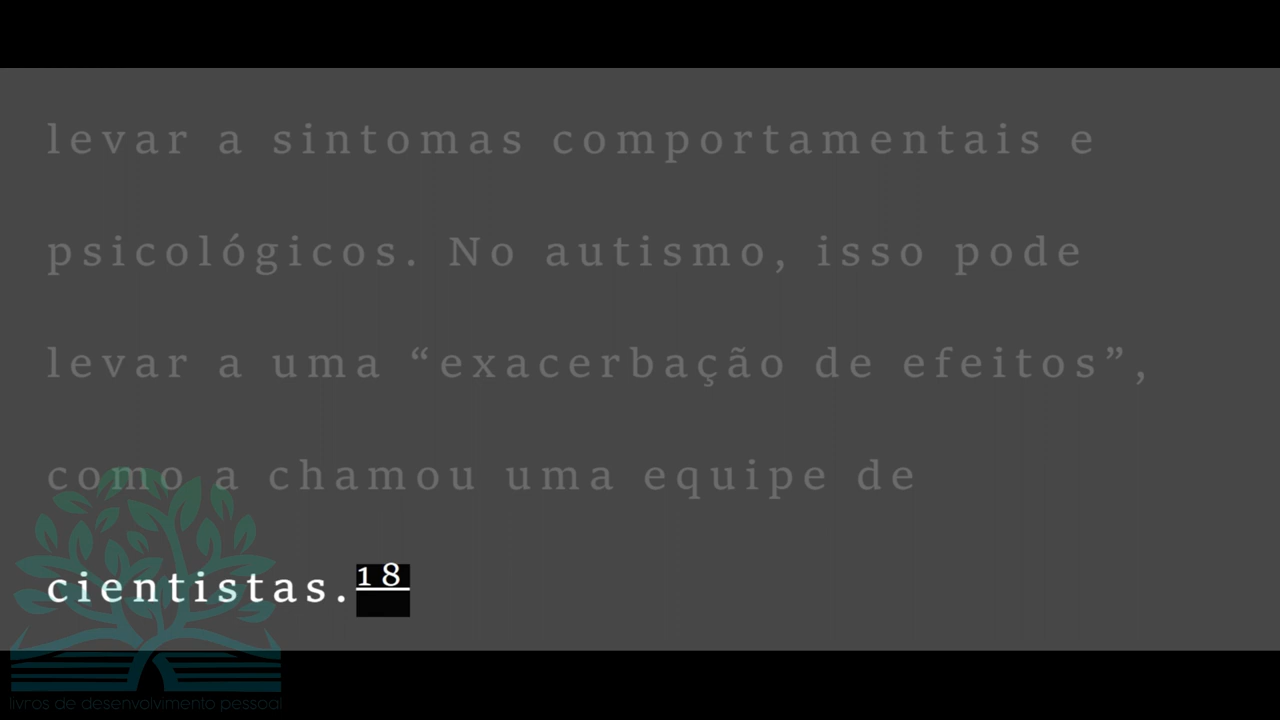 levar a sintomas comportamentais e
psicológicos. No autismo, isso pode
levar a uma “exacerbação de efeitos”,
como a chamou uma equipe de
cientistas.18
livros de desenvolvimento pessoal